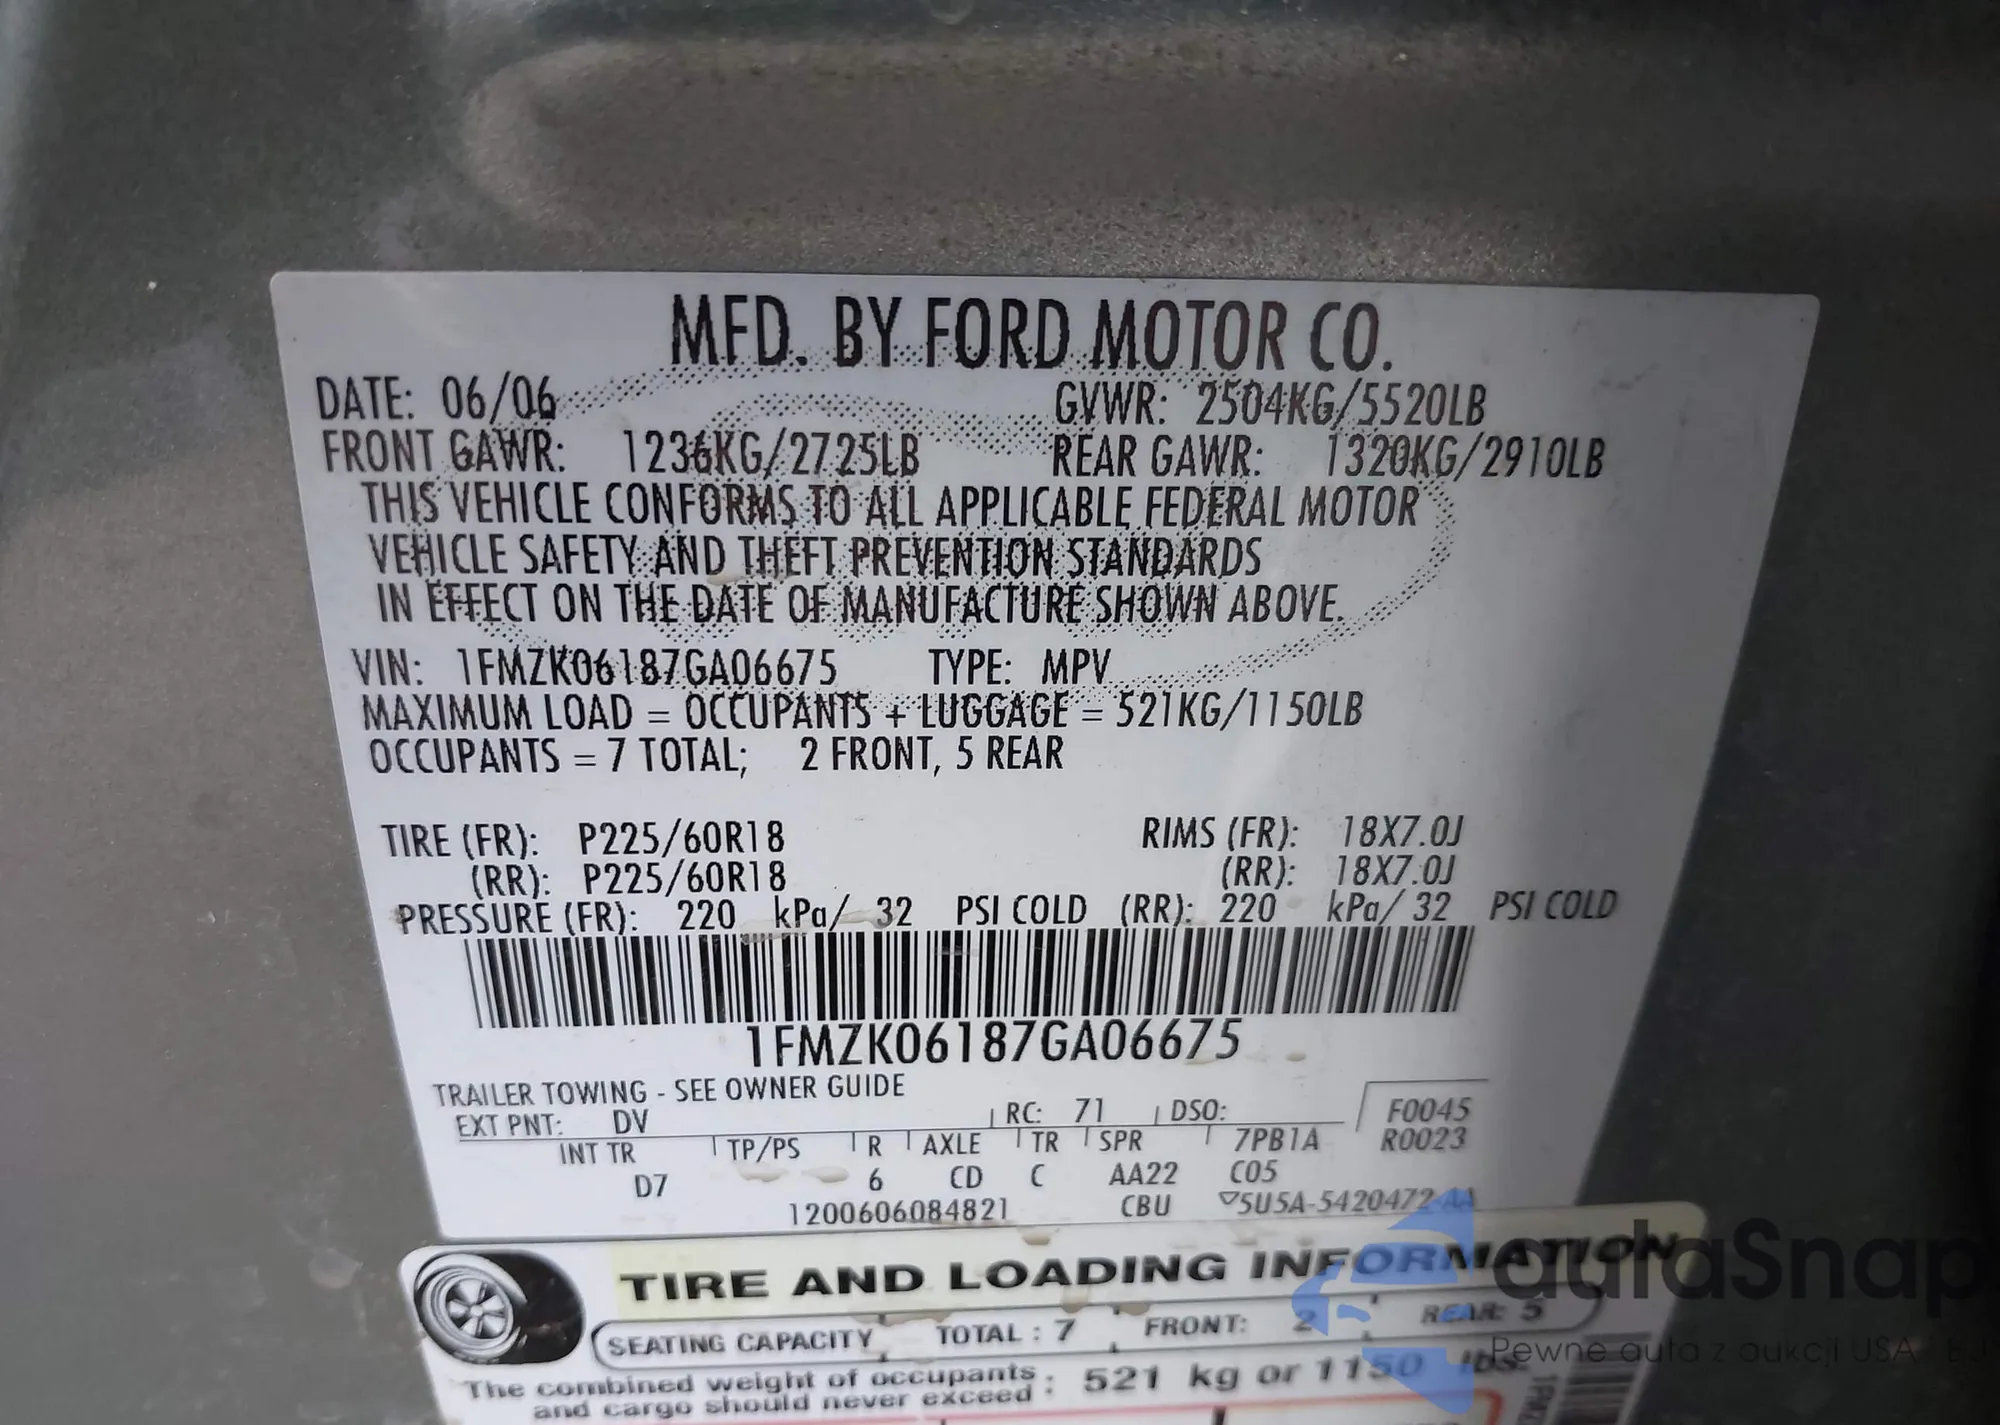 MFD. BY FORD MOTOR CO.
DATE: 06/06 GVWR: 2504KG/5520LB
FRONT GAWR: 1236KG/2725LB REAR GAWR: 1320KG/2910LB
THIS VEHICLE CONFORMS TO ALL APPLICABLE FEDERAL MOTOR
VEHICLE SAFETY AND THEFT PREVENTION STANDARDS
IN EFFECT ON THE DATE OF MANUFACTURE SHOWN ABOVE.
VIN: 1FMZK06187GA06675 TYPE: MPV
MAXIMUM LOAD = OCCUPANTS + LUGGAGE = 521KG/1150LB
OCCUPANTS = 7 TOTAL; 2 FRONT, 5 REAR
TIRE (FR): P225/60R18 RIMS (FR): 18X7.0J
(RR): P225/60R18 (RR): 18X7.0J
PRESSURE (FR): 220 kPa/ 32 PSI COLD (RR): 220 kPa/ 32 PSI COLD
1FMZK06187GA06675
TRAILER TOWING - SEE OWNER GUIDE
EXT PNT: DV RC: 71 DSO: F0045
INT TR TP/PS R AXLE TR SPR 7PB1A R0023
D7 6 CD C AA22 C05
1200606084821 CBU ▽5U5A-5420472-AA
TIRE AND LOADING INFORMATION
SEATING CAPACITY TOTAL : 7 FRONT: 2 REAR: 5
The combined weight of occupants
and cargo should never exceed : 521 kg or 1150 lbs.
autaSnap
Pewne auta z aukcji USA